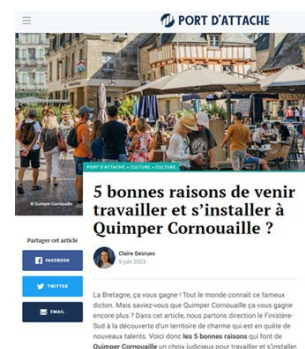 PORT D'ATTACHE
PORT D'ATTACHE • CULTURE • CULTURE
© Quimper Cornouaille
5 bonnes raisons de venir
travailler et s'installer à
Quimper Cornouaille ?
Partager cet article
Claire Desrues
5 juin 2023
FACEBOOK
TWITTER
EMAIL
La Bretagne, ça vous gagne ! Tout le monde connaît ce fameux
dicton. Mais saviez-vous que Quimper Cornouaille ça vous gagne
encore plus ? Dans cet article, nous partons direction le Finistère-
Sud à la découverte d'un territoire de charme qui est en quête de
nouveaux talents. Voici donc les 5 bonnes raisons qui font de
Quimper Cornouaille un choix judicieux pour travailler et s'installer.